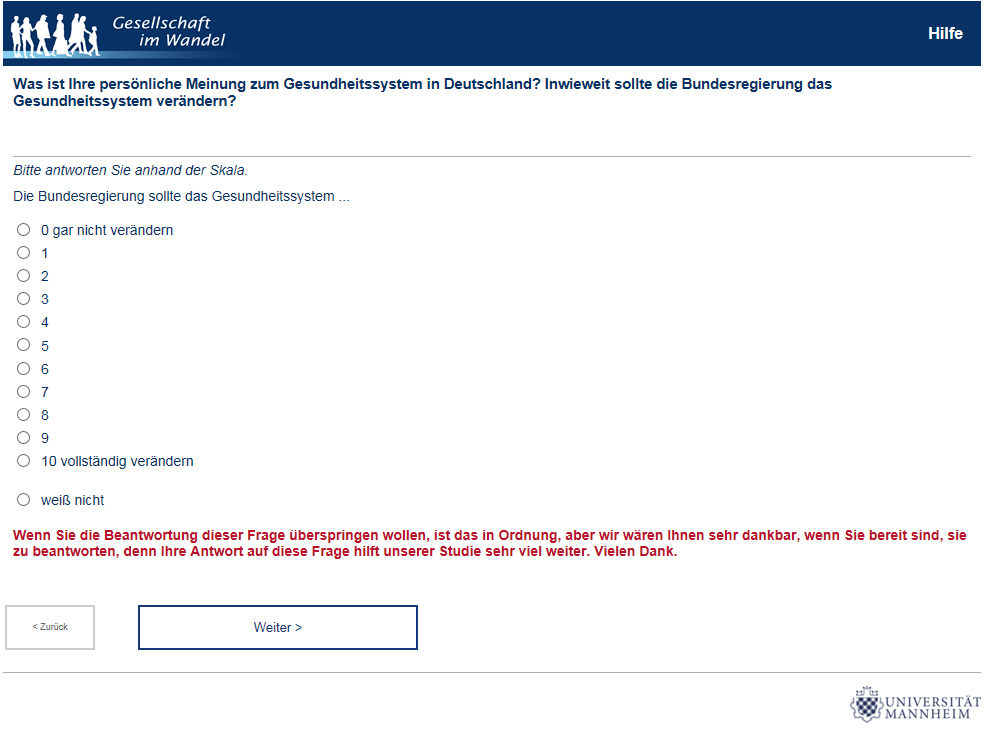 Gesellschaft
im Wandel
Hilfe
Was ist Ihre persönliche Meinung zum Gesundheitssystem in Deutschland? Inwieweit sollte die Bundesregierung das
Gesundheitssystem verändern?
Bitte antworten Sie anhand der Skala.
Die Bundesregierung sollte das Gesundheitssystem ...
0 gar nicht verändern
1
2
3
4
5
6
7
8
9
10 vollständig verändern
weiß nicht
Wenn Sie die Beantwortung dieser Frage überspringen wollen, ist das in Ordnung, aber wir wären Ihnen sehr dankbar, wenn Sie bereit sind, sie
zu beantworten, denn Ihre Antwort auf diese Frage hilft unserer Studie sehr viel weiter. Vielen Dank.
< Zurück
Weiter >
UNIVERSITÄT
MANNHEIM